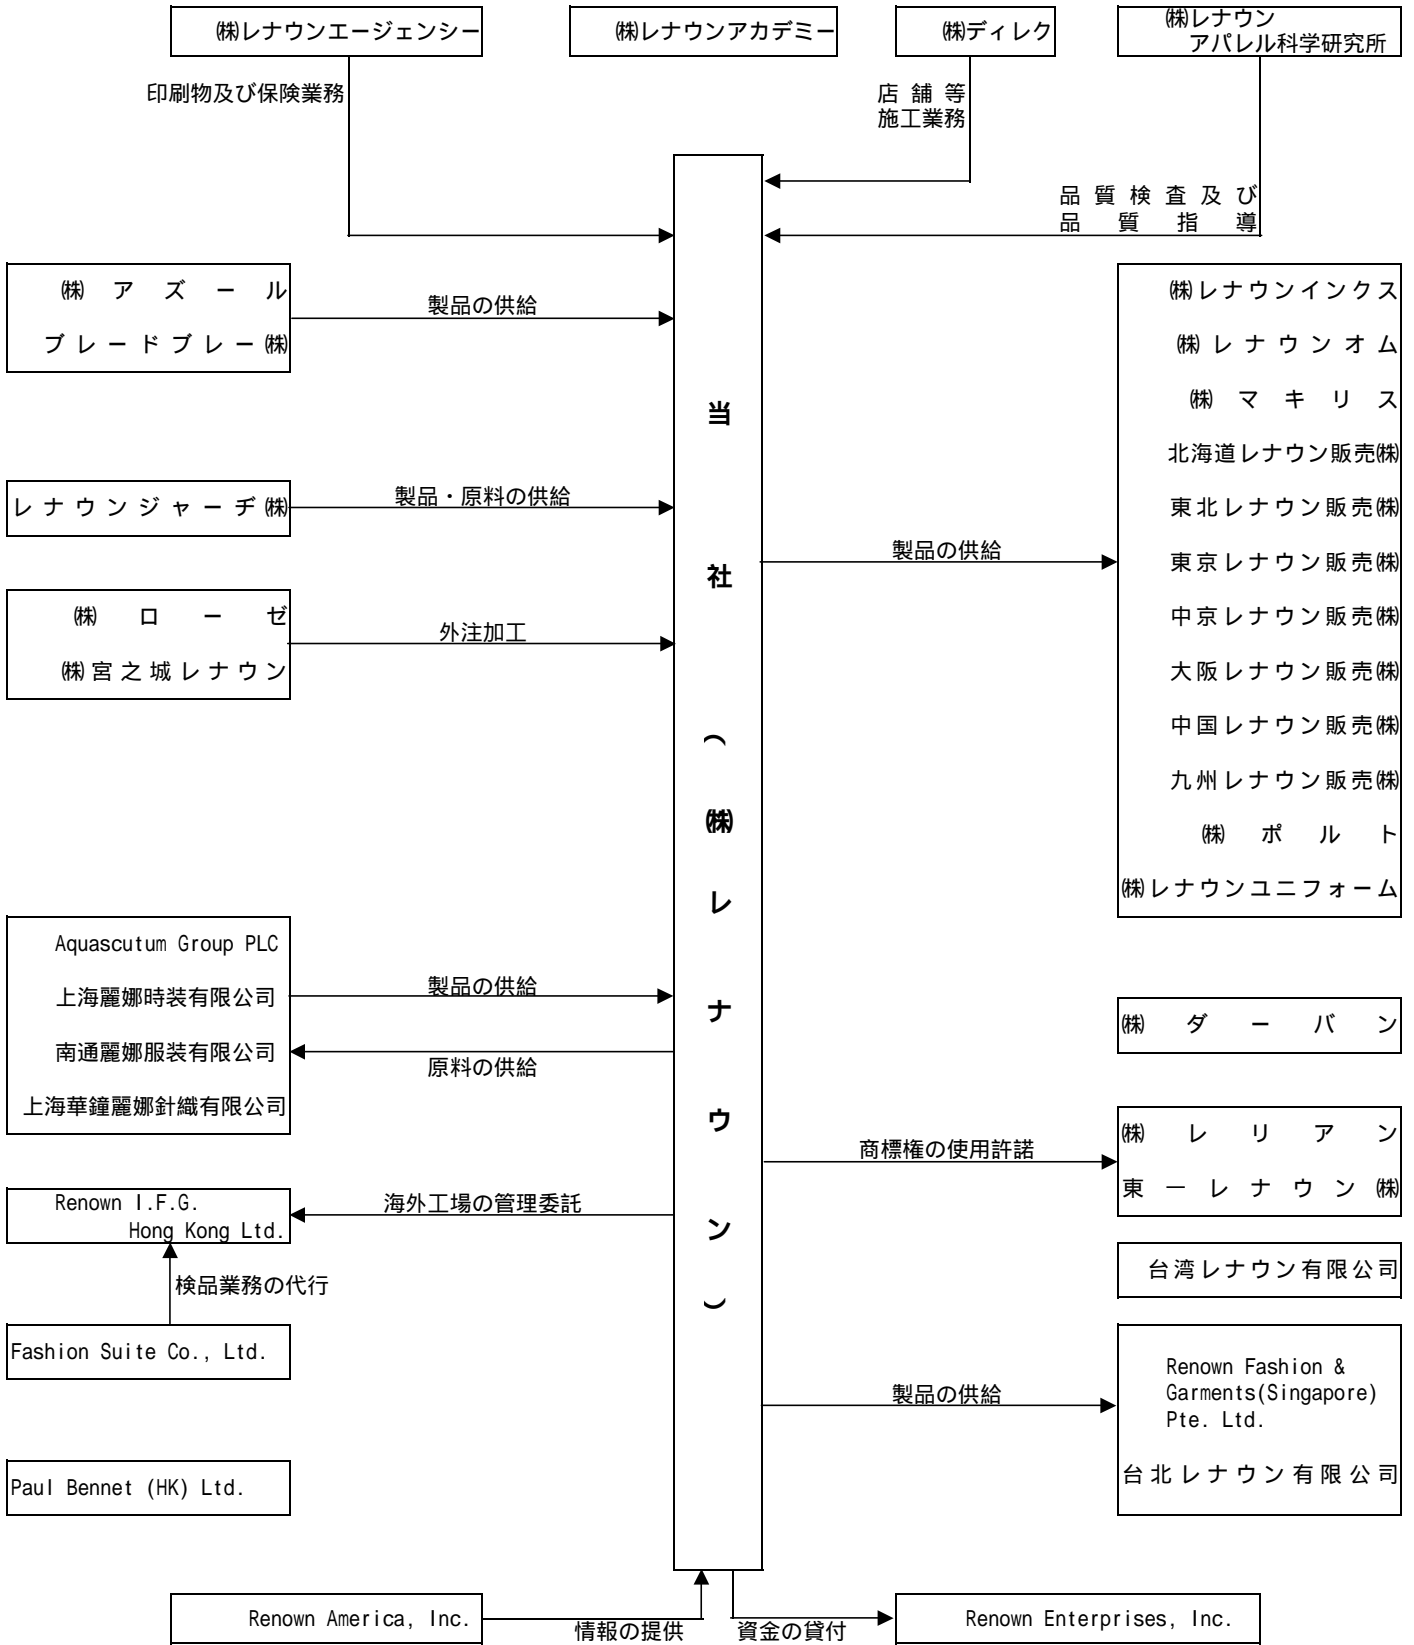 ㈱レナウンエージェンシー
㈱レナウンアカデミー
㈱ディレク
㈱レナウン
アパレル科学研究所
印刷物及び保険業務
店舗等
施工業務
品質検査及び
品質指導
㈱アズール
ブレードブレー㈱
製品の供給
レナウンジャーヂ㈱
製品・原料の供給
㈱ローゼ
㈱宮之城レナウン
外注加工
当社(㈱レナウン)
製品の供給
㈱レナウンインクス
㈱レナウンオム
㈱マキリス
北海道レナウン販売㈱
東北レナウン販売㈱
東京レナウン販売㈱
中京レナウン販売㈱
大阪レナウン販売㈱
中国レナウン販売㈱
九州レナウン販売㈱
㈱ポルト
㈱レナウンユニフォーム
Aquascutum Group PLC
上海麗娜時装有限公司
南通麗娜服装有限公司
上海華鐘麗娜針織有限公司
製品の供給
原料の供給
㈱ダーバン
商標権の使用許諾
㈱レリアン
東一レナウン㈱
Renown I.F.G.
Hong Kong Ltd.
海外工場の管理委託
検品業務の代行
Fashion Suite Co., Ltd.
台湾レナウン有限公司
製品の供給
Renown Fashion &
Garments(Singapore)
Pte. Ltd.
台北レナウン有限公司
Paul Bennet (HK) Ltd.
Renown America, Inc.
情報の提供
資金の貸付
Renown Enterprises, Inc.